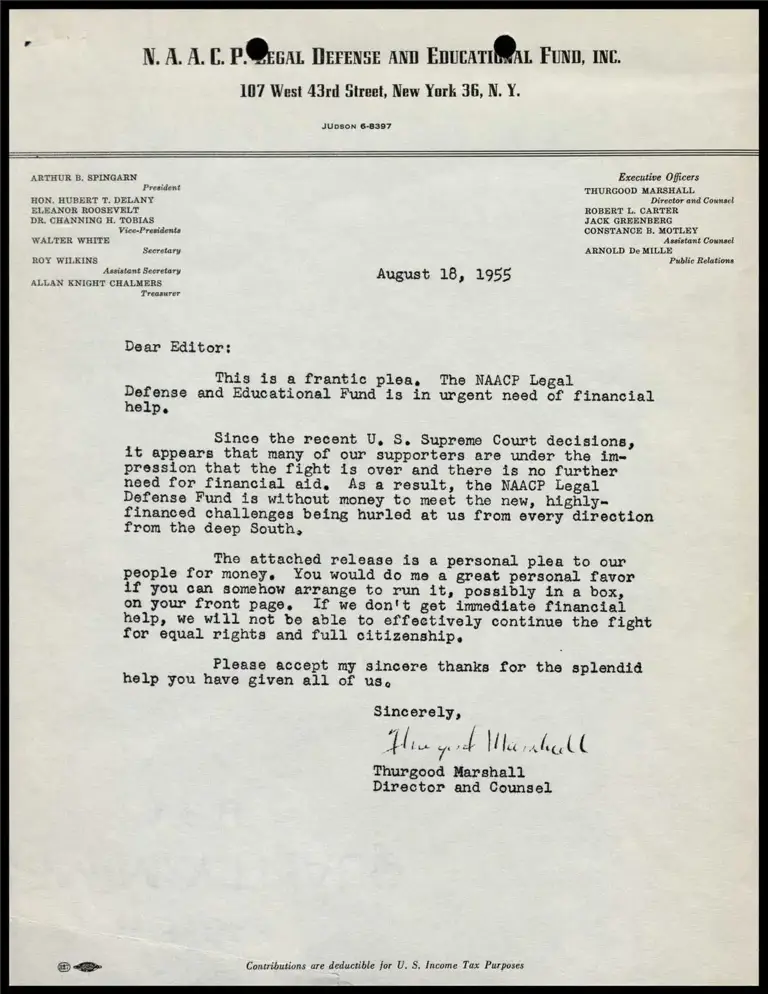 N. A. A. C. P. LEGAL DEFENSE AND EDUCATIONAL FUND, INC.
107 West 43rd Street, New York 36, N. Y.
JUDSON 6-8397
ARTHUR B. SPINGARN
President
HON. HUBERT T. DELANY
ELEANOR ROOSEVELT
DR. CHANNING H. TOBIAS
Vice-Presidents
WALTER WHITE
Secretary
ROY WILKINS
Assistant Secretary
ALLAN KNIGHT CHALMERS
Treasurer
Executive Officers
THURGOOD MARSHALL
Director and Counsel
ROBERT L. CARTER
JACK GREENBERG
CONSTANCE B. MOTLEY
Assistant Counsel
ARNOLD De MILLE
Public Relations
August 18, 1955
Dear Editor:
This is a frantic plea. The NAACP Legal
Defense and Educational Fund is in urgent need of financial
help.
Since the recent U. S. Supreme Court decisions,
it appears that many of our supporters are under the im-
pression that the fight is over and there is no further
need for financial aid. As a result, the NAACP Legal
Defense Fund is without money to meet the new, highly-
financed challenges being hurled at us from every direction
from the deep South.
The attached release is a personal plea to our
people for money. You would do me a great personal favor
if you can somehow arrange to run it, possibly in a box,
on your front page. If we don't get immediate financial
help, we will not be able to effectively continue the fight
for equal rights and full citizenship.
Please accept my sincere thanks for the splendid
help you have given all of us.
Sincerely,
Thurgood Marshall
Thurgood Marshall
Director and Counsel
Contributions are deductible for U. S. Income Tax Purposes